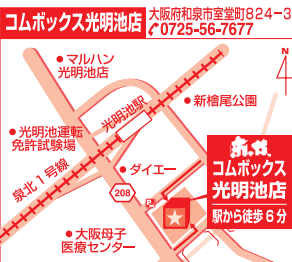 コムボックス光明池店
大阪府和泉市室堂町824−3
0725-56-7677
マルハン
光明池店
N
4
光明池駅
新檜尾公園
光明池運転
免許試験場
泉北1号線
ダイエー
208
P
コムボックス
光明池店
駅から徒歩6分
大阪母子
医療センター